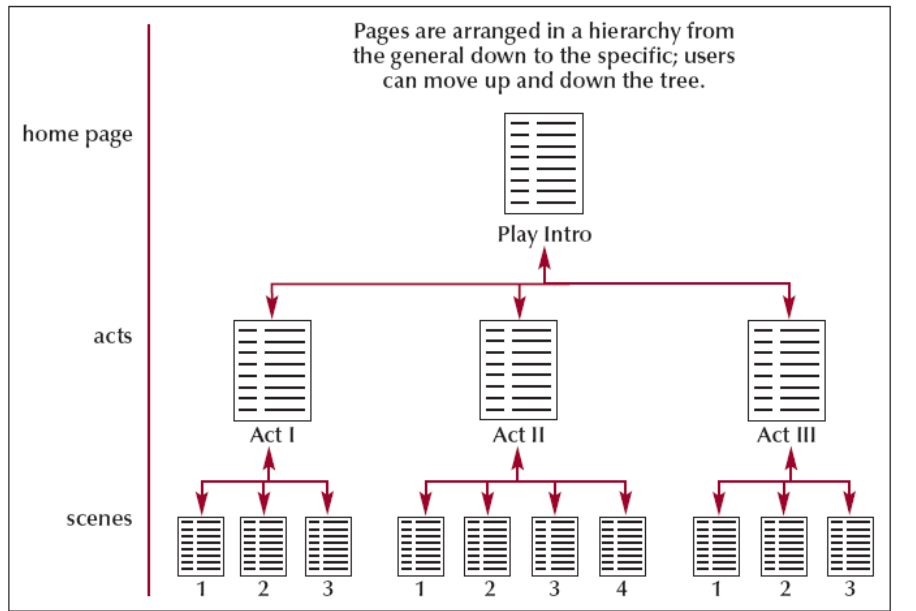 Pages are arranged in a hierarchy from
the general down to the specific; users
can move up and down the tree.
home page
Play Intro
acts
Act I
Act II
Act III
scenes
1 2 3 1 2 3 4 1 2 3